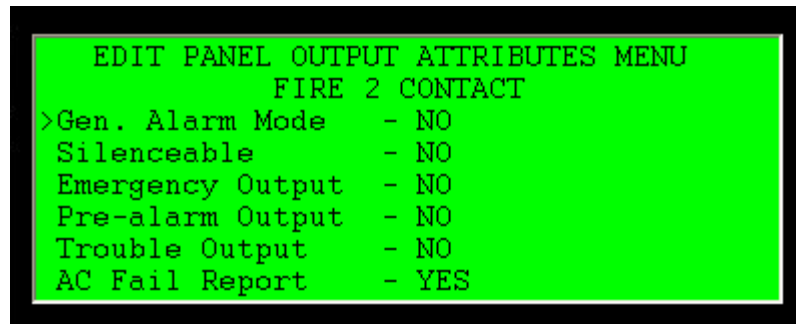 EDIT PANEL OUTPUT ATTRIBUTES MENU
FIRE 2 CONTACT
>Gen. Alarm Mode - NO
Silenceable - NO
Emergency Output - NO
Pre-alarm Output - NO
Trouble Output - NO
AC Fail Report - YES